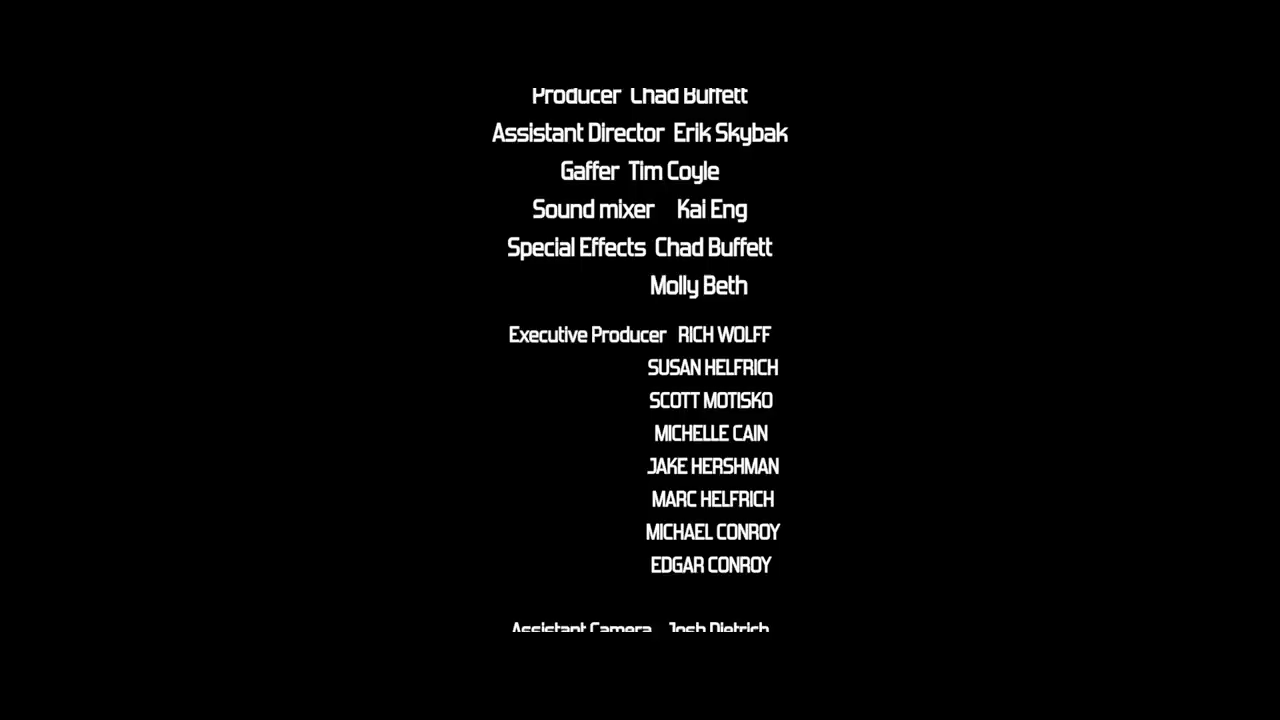 Producer Chad Buffett
Assistant Director Erik Skybak
Gaffer Tim Coyle
Sound mixer Kai Eng
Special Effects Chad Buffett
Molly Beth
Executive Producer RICH WOLFF
SUSAN HELFRICH
SCOTT MOTISKO
MICHELLE CAIN
JAKE HERSHMAN
MARC HELFRICH
MICHAEL CONROY
EDGAR CONROY
Assistant Camera Josh Dietrich